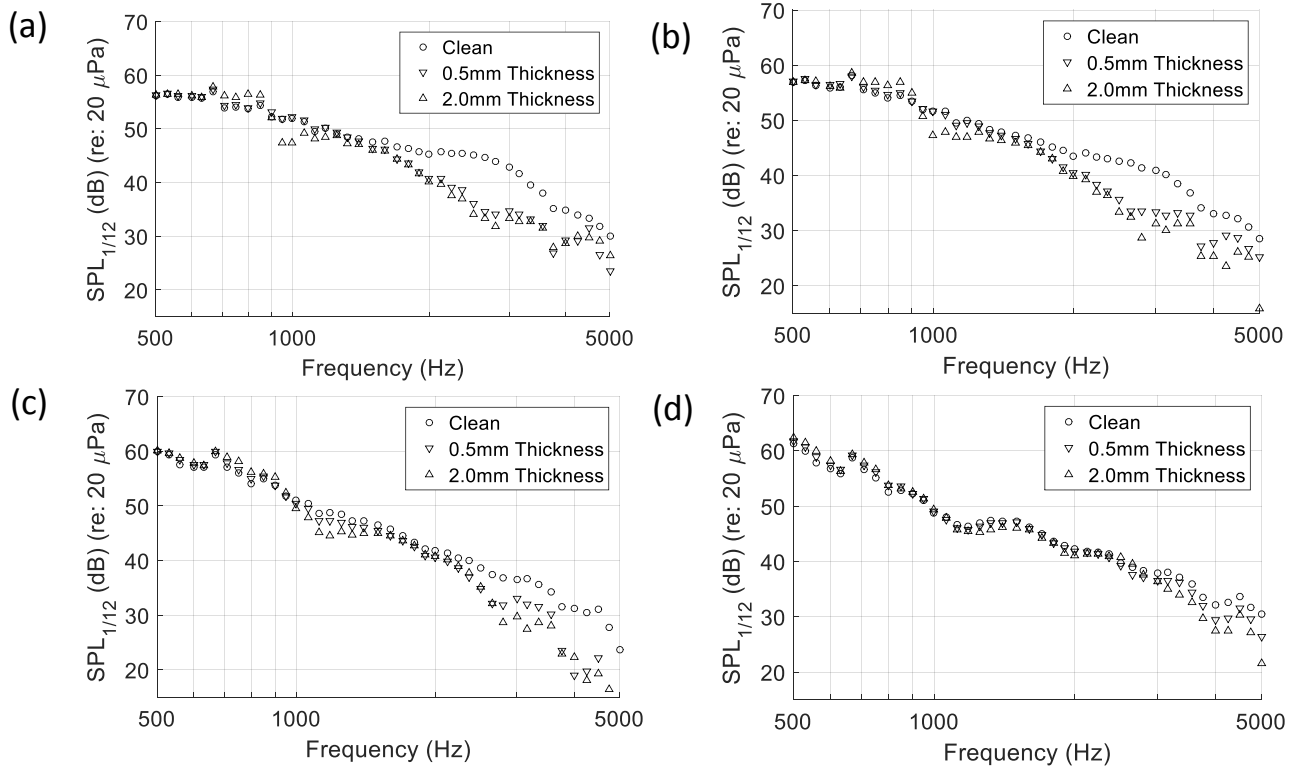 (a)
70
60
50
40
30
20
SPL1/12 (dB) (re: 20 μPa)
Clean
0.5mm Thickness
2.0mm Thickness
500
1000
5000
Frequency (Hz)
(b)
70
60
50
40
30
20
SPL1/12 (dB) (re: 20 μPa)
Clean
0.5mm Thickness
2.0mm Thickness
500
1000
5000
Frequency (Hz)
(c)
70
60
50
40
30
20
SPL1/12 (dB) (re: 20 μPa)
Clean
0.5mm Thickness
2.0mm Thickness
500
1000
5000
Frequency (Hz)
(d)
70
60
50
40
30
20
SPL1/12 (dB) (re: 20 μPa)
Clean
0.5mm Thickness
2.0mm Thickness
500
1000
5000
Frequency (Hz)